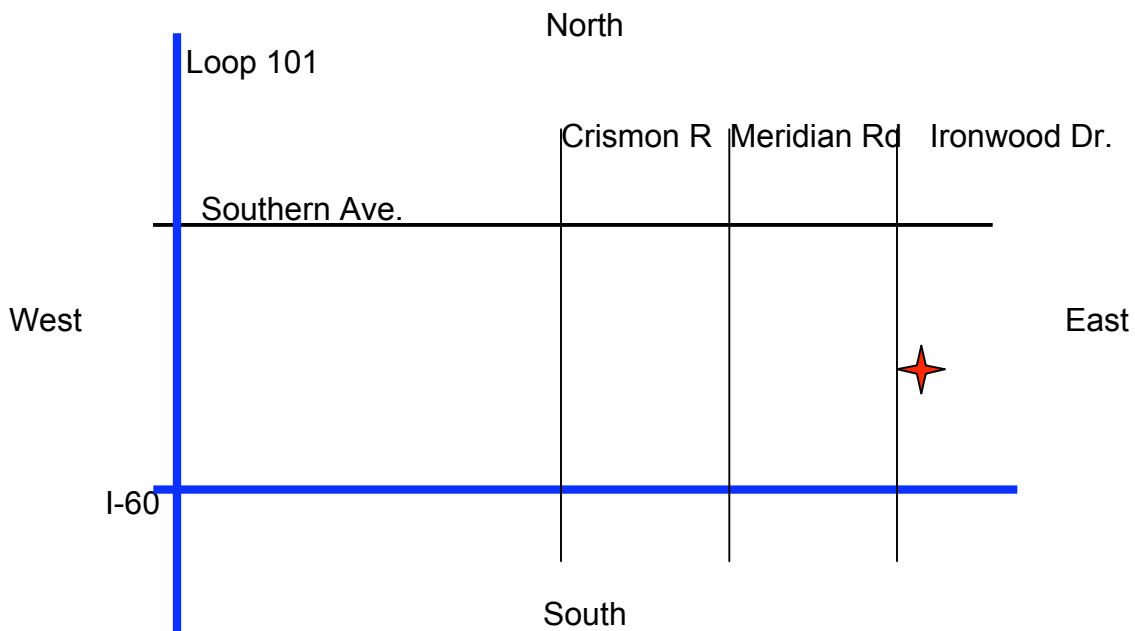 North
Loop 101
Crismon R Meridian Rd Ironwood Dr.
Southern Ave.
West
East
I-60
South